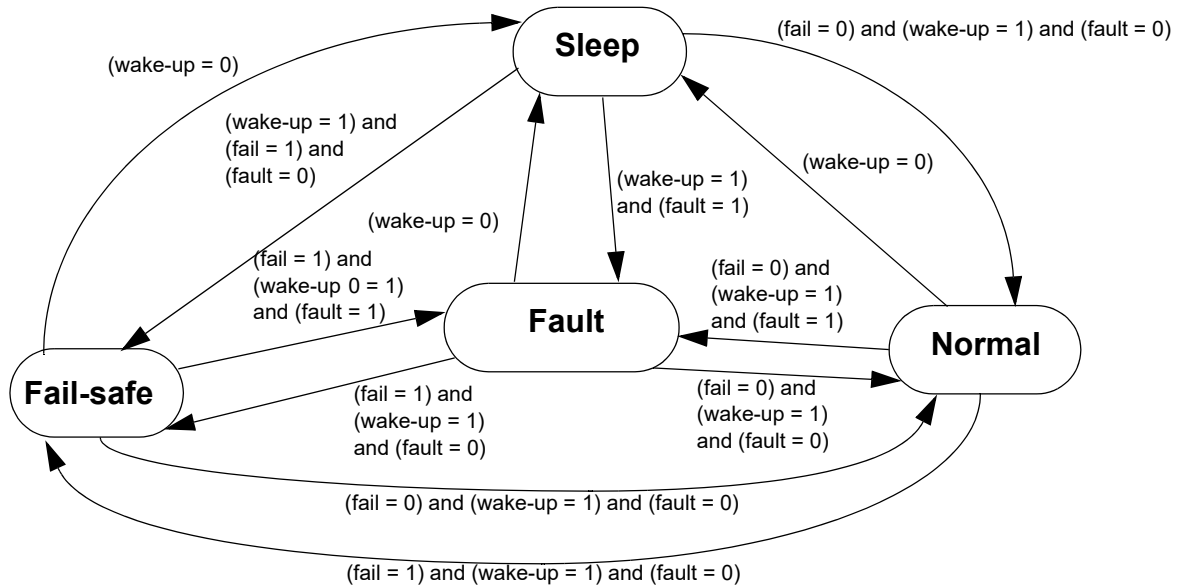 Sleep
(fail = 0) and (wake-up = 1) and (fault = 0)
(wake-up = 0)
(wake-up = 1) and
(fail = 1) and
(fault = 0)
(wake-up = 0)
(wake-up = 1)
and (fault = 1)
(wake-up = 0)
(fail = 1) and
(wake-up 0 = 1)
and (fault = 1)
(fail = 0) and
(wake-up = 1)
and (fault = 1)
Fault
Normal
Fail-safe
(fail = 1) and
(wake-up = 1)
and (fault = 0)
(fail = 0) and
(wake-up = 1)
and (fault = 0)
(fail = 0) and (wake-up = 1) and (fault = 0)
(fail = 1) and (wake-up = 1) and (fault = 0)